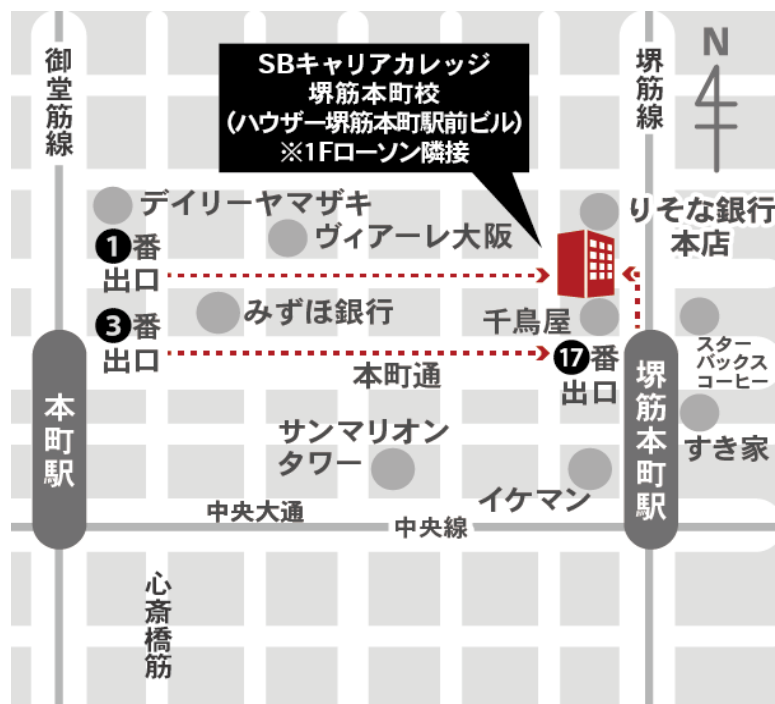 御堂筋線
SBキャリアカレッジ
堺筋本町校
(ハウザー堺筋本町駅前ビル)
※1Fローソン隣接
堺筋線
N
デイリーヤマザキ
ヴィアーレ大阪
りそな銀行
本店
1番
出口
みずほ銀行
千鳥屋
3番
出口
本町通
17番
出口
スター
バックス
コーヒー
本町駅
堺筋本町駅
サンマリオン
タワー
すき家
イケマン
中央大通
中央線
心斎橋筋